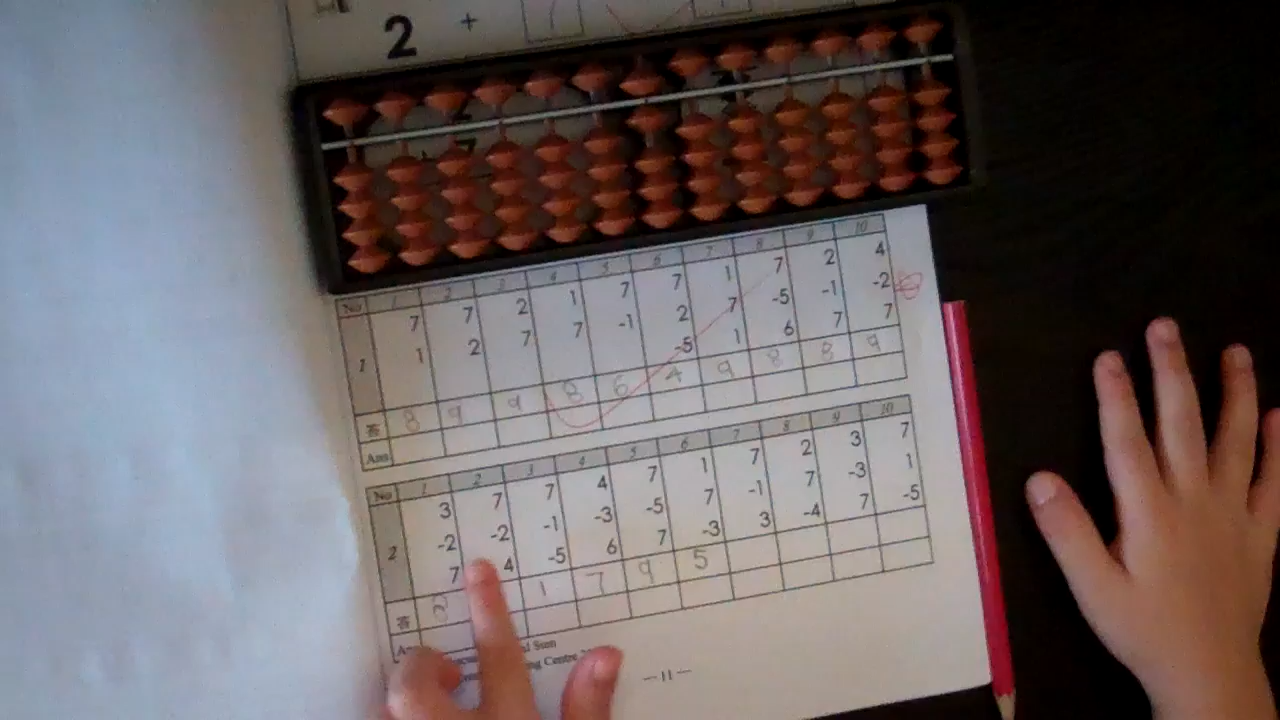 2 +
No 1 2 3 4 5 6 7 8 9 10
7 7 2 1 7 7 1 7 2 4
1 2 7 7 -1 2 7 -5 -1 -2
1 -5 1 6 7 7
答 8 9 9 8 6 4 9 8 8 9
Ans
No 1 2 3 4 5 6 7 8 9 10
3 7 7 4 7 1 7 2 3 7
2 -2 -2 -1 -3 -5 7 -1 7 -3 1
7 4 -5 6 7 -3 3 -4 7 -5
答 8 1 7 9 5
Sum
Centre
—11—